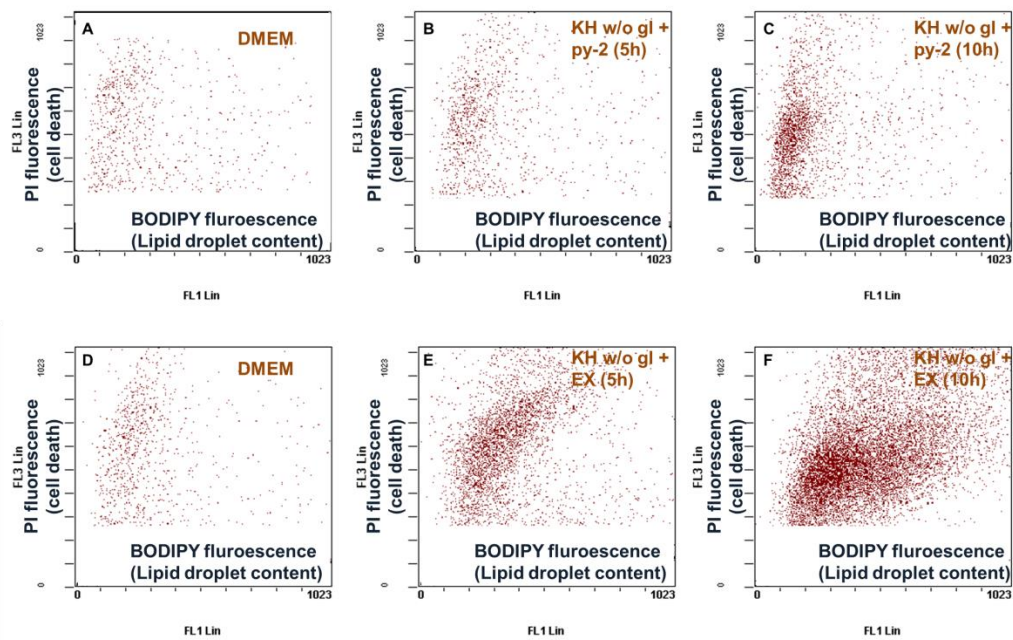 A
DMEM
1023
FL3 Lin
PI fluorescence
(cell death)
0
BODIPY fluroescence
(Lipid droplet content)
0
1023
FL1 Lin
B
KH w/o gl +
py-2 (5h)
1023
FL3 Lin
PI fluorescence
(cell death)
0
BODIPY fluroescence
(Lipid droplet content)
0
1023
FL1 Lin
C
KH w/o gl +
py-2 (10h)
1023
FL3 Lin
PI fluorescence
(cell death)
0
BODIPY fluroescence
(Lipid droplet content)
0
1023
FL1 Lin
D
DMEM
1023
FL3 Lin
PI fluorescence
(cell death)
0
BODIPY fluroescence
(Lipid droplet content)
0
1023
FL1 Lin
E
KH w/o gl +
EX (5h)
1023
FL3 Lin
PI fluorescence
(cell death)
0
BODIPY fluroescence
(Lipid droplet content)
0
1023
FL1 Lin
F
KH w/o gl +
EX (10h)
1023
FL3 Lin
PI fluorescence
(cell death)
0
BODIPY fluroescence
(Lipid droplet content)
0
1023
FL1 Lin